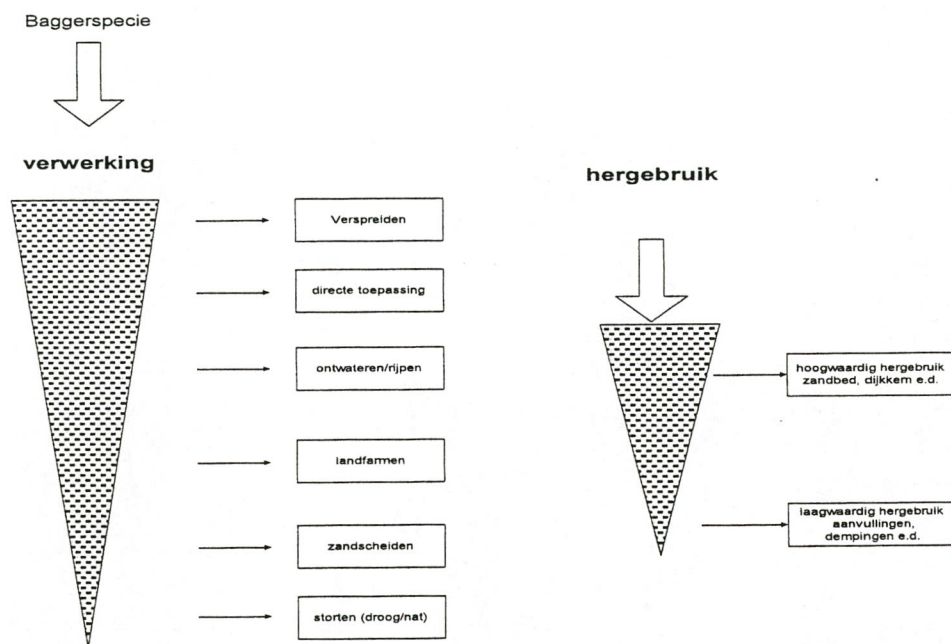 Baggerspecie
verwerking
Verspreiden
directe toepassing
ontwateren/rijpen
landfarmen
zandscheiden
storten (droog/nat)
hergebruik
hoogwaardig hergebruik
zandbed, dijkkern e.d.
laagwaardig hergebruik
aanvullingen,
dempingen e.d.